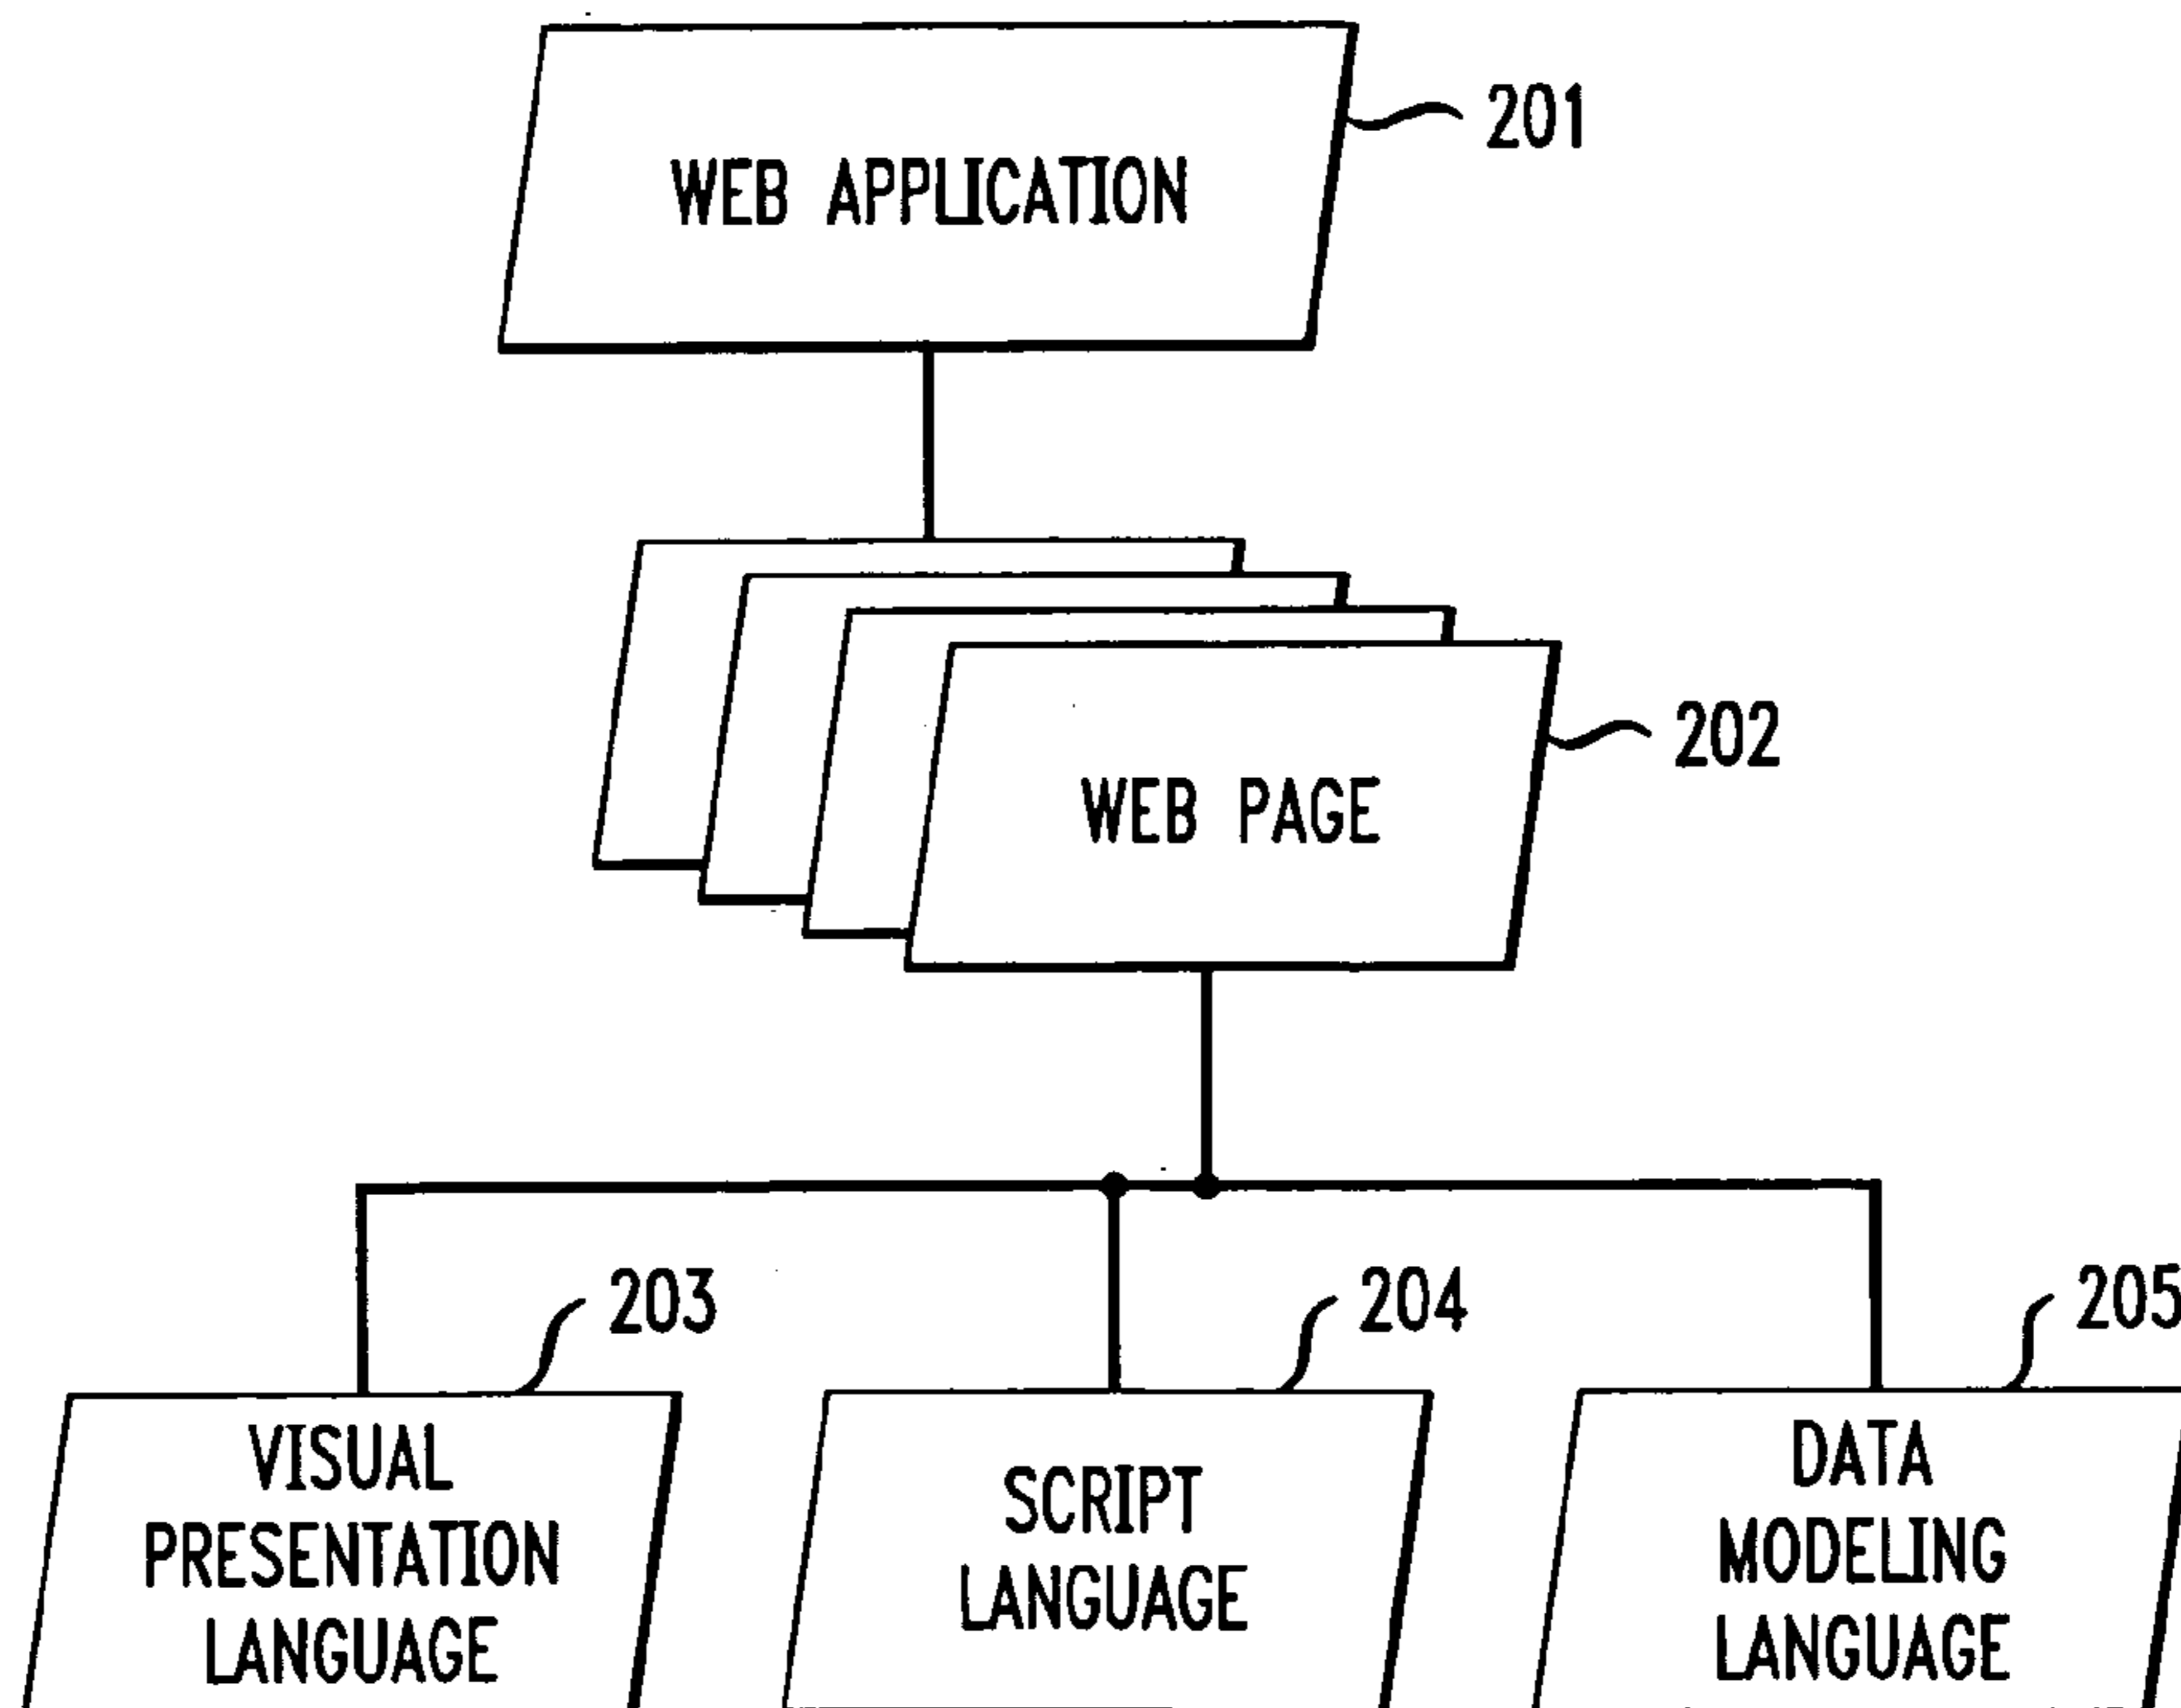 201
WEB APPLICATION
202
WEB PAGE
203
204
205
VISUAL
PRESENTATION
LANGUAGE
SCRIPT
LANGUAGE
DATA
MODELING
LANGUAGE